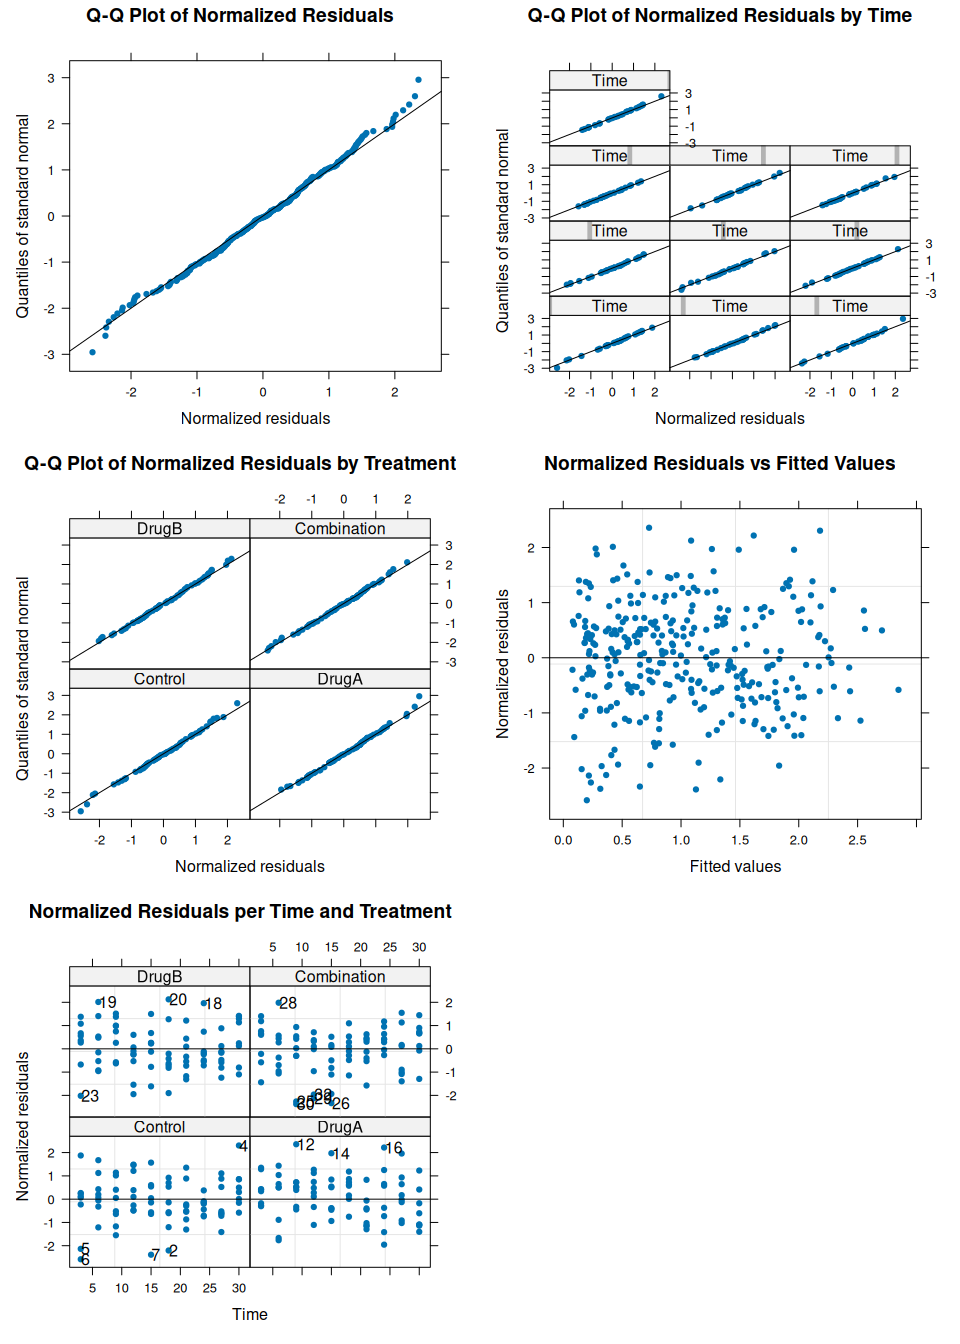 Q-Q Plot of Normalized Residuals
3
2
1
0
-1
-2
-3
-2 -1 0 1 2
Quantiles of standard normal
Normalized residuals
Q-Q Plot of Normalized Residuals by Time
Time
3
1
-1
-3
Time Time Time
3
1
-1
-3
Time Time Time
3
1
-1
-3
Time Time Time
3
1
-1
-3
-2 -1 0 1 2 -2 -1 0 1 2
Quantiles of standard normal
Normalized residuals
Q-Q Plot of Normalized Residuals by Treatment
-2 -1 0 1 2
DrugB Combination
3
2
1
0
-1
-2
-3
Control DrugA
3
2
1
0
-1
-2
-3
-2 -1 0 1 2
Quantiles of standard normal
Normalized residuals
Normalized Residuals vs Fitted Values
2
1
0
-1
-2
0.0 0.5 1.0 1.5 2.0 2.5
Normalized residuals
Fitted values
Normalized Residuals per Time and Treatment
5 10 15 20 25 30
DrugB Combination
19 20 18 28
23 26
2
1
0
-1
-2
Control DrugA
4 12 14 16
5 6 7 2
2
1
0
-1
-2
5 10 15 20 25 30
Normalized residuals
Time